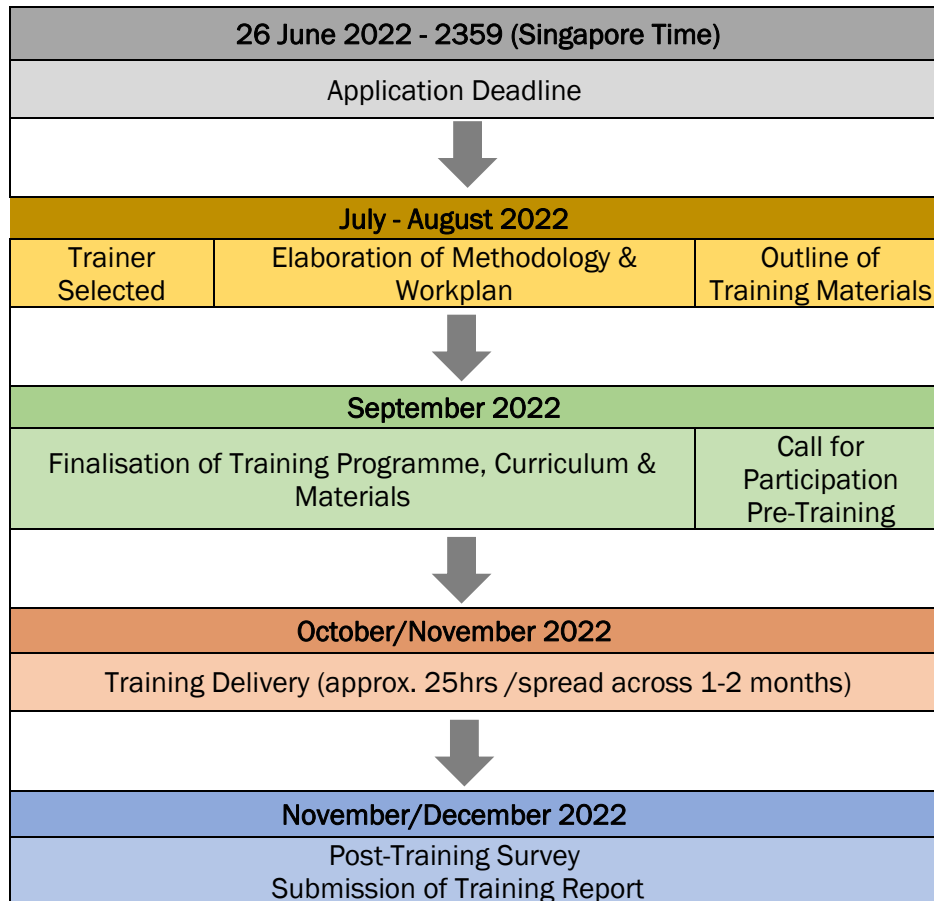 26 June 2022 - 2359 (Singapore Time)
Application Deadline
July - August 2022
Trainer
Selected
Elaboration of Methodology &
Workplan
Outline of
Training Materials
September 2022
Finalisation of Training Programme, Curriculum &
Materials
Call for
Participation
Pre-Training
October/November 2022
Training Delivery (approx. 25hrs /spread across 1-2 months)
November/December 2022
Post-Training Survey
Submission of Training Report